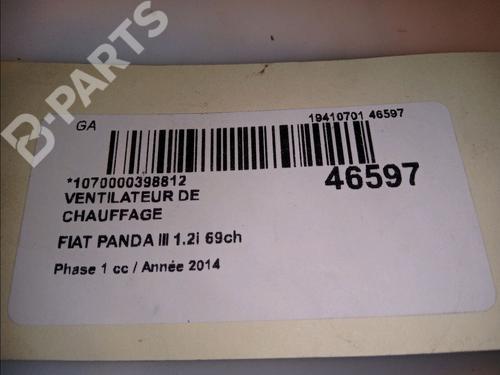 B-PARTS
GA
19410701 46597
*1070000398812
46597
VENTILATEUR DE
CHAUFFAGE
FIAT PANDA III 1.2i 69ch
Phase 1 cc / Année 2014